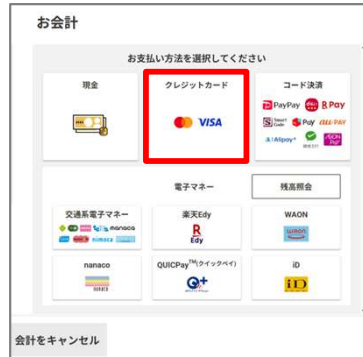 お会計
お支払い方法を選択してください
現金
クレジットカード
コード決済
VISA
PayPay
R Pay
Pay
au PAY
Alipay+
電子マネー
残高照会
交通系電子マネー
楽天Edy
WAON
manaca
R
Edy
WAON
nimoca
nanaco
QUICPay™(クイックペイ)
iD
Q+
iD
会計をキャンセル